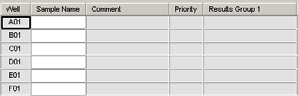 Well Sample Name Comment Priority Results Group 1
A01
B01
C01
D01
E01
F01